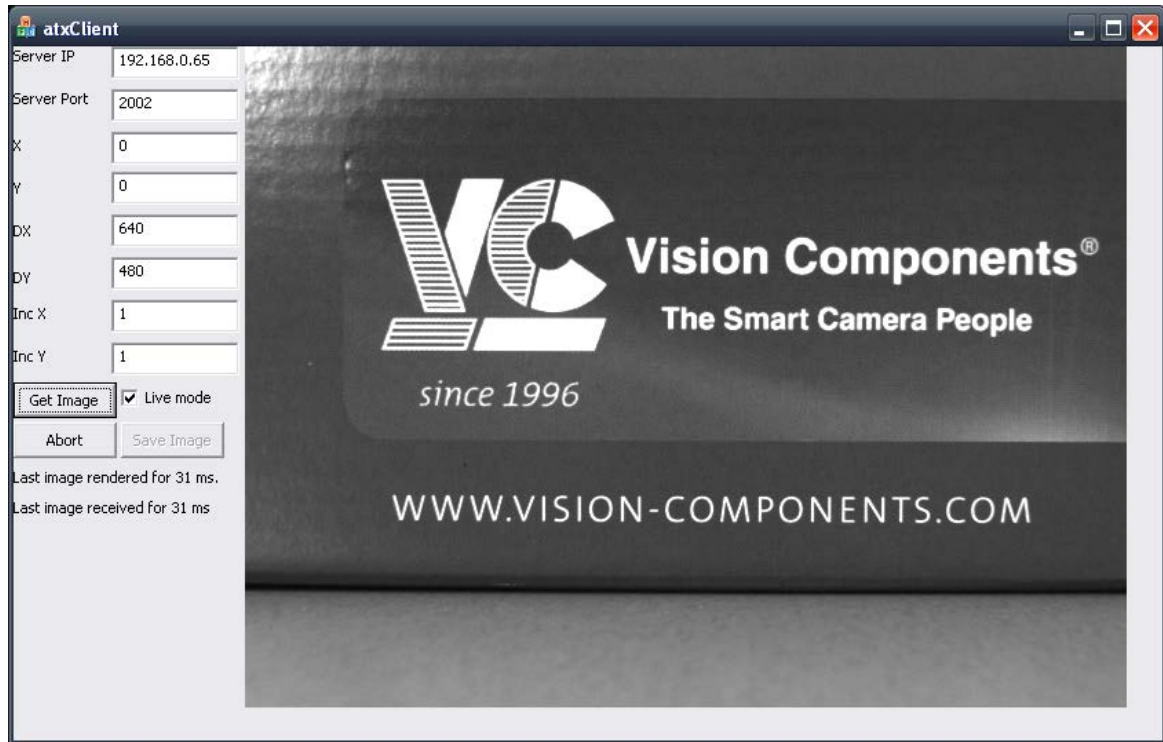 atxClient
Server IP 192.168.0.65
Server Port 2002
X 0
Y 0
DX 640
DY 480
Inc X 1
Inc Y 1
Get Image Live mode
Abort Save Image
Last image rendered for 31 ms.
Last image received for 31 ms
VC
Vision Components®
The Smart Camera People
since 1996
WWW.VISION-COMPONENTS.COM